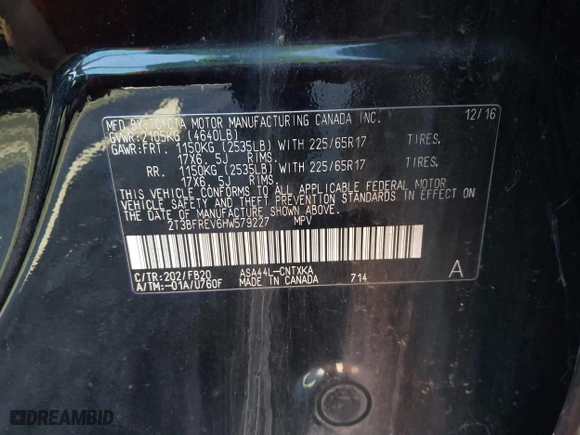 MFD. BY: TOYOTA MOTOR MANUFACTURING CANADA INC. 12/16
GVWR: 2105KG (4640LB)
GAWR: FRT. 1150KG (2535LB) WITH 225/65R17 TIRES.
17X6. 5J RIMS.
RR. 1150KG (2535LB) WITH 225/65R17 TIRES.
17X6. 5J RIMS.
THIS VEHICLE CONFORMS TO ALL APPLICABLE FEDERAL MOTOR
VEHICLE SAFETY AND THEFT PREVENTION STANDARDS IN EFFECT ON
THE DATE OF MANUFACTURE SHOWN ABOVE.
2T3BFREV6HW579227 MPV
C/TR: 202/FB20 ASA44L-CNTXKA
A/TM: -01A/U760F MADE IN CANADA 714 A
DREAMBID